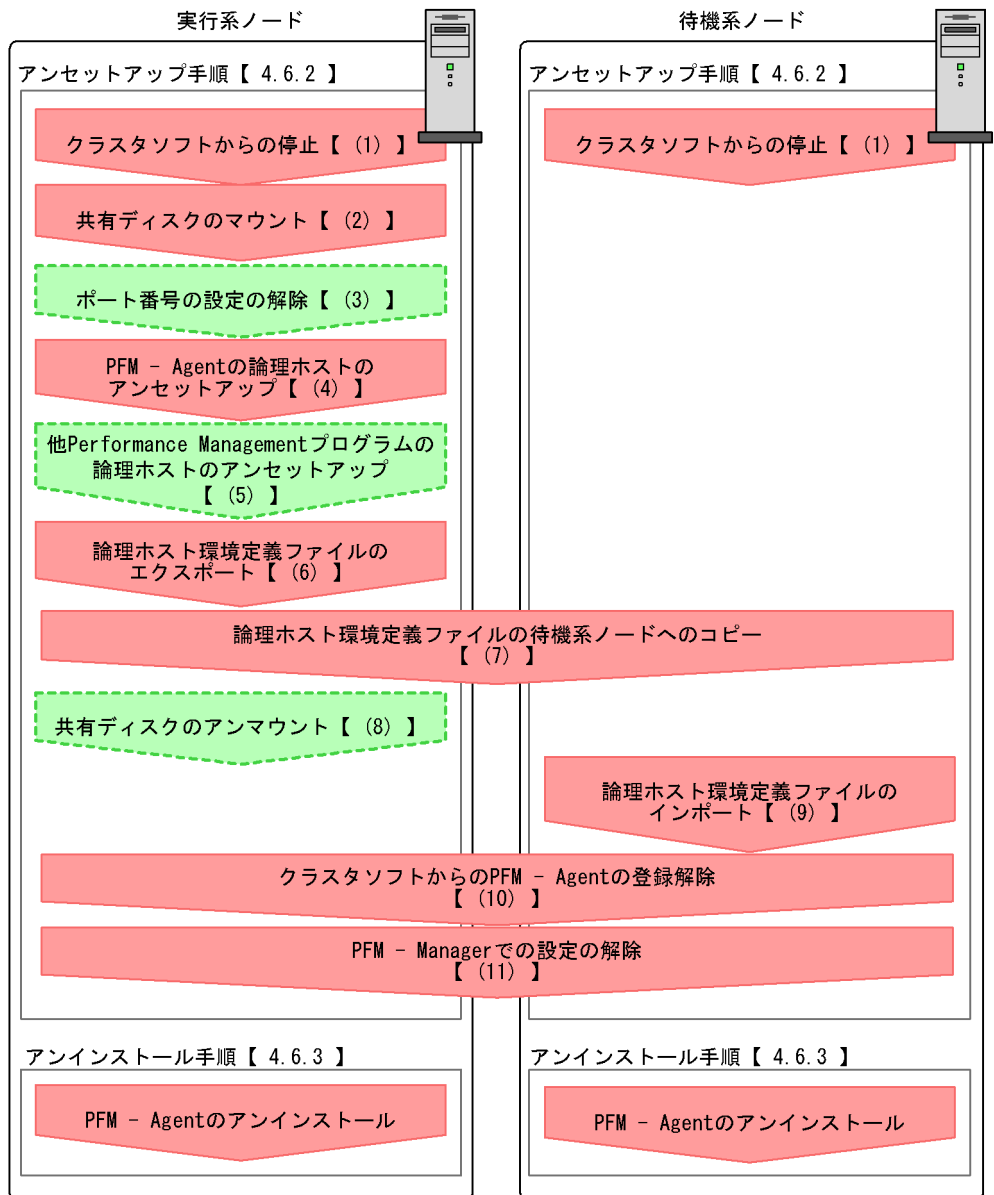 実行系ノード
待機系ノード
アンセットアップ手順【 4.6.2 】
アンセットアップ手順【 4.6.2 】
クラスタソフトからの停止【 (1) 】
クラスタソフトからの停止【 (1) 】
共有ディスクのマウント【 (2) 】
ポート番号の設定の解除【 (3) 】
PFM - Agentの論理ホストの
アンセットアップ【 (4) 】
他Performance Managementプログラムの
論理ホストのアンセットアップ
【 (5) 】
論理ホスト環境定義ファイルの
エクスポート【 (6) 】
論理ホスト環境定義ファイルの待機系ノードへのコピー
【 (7) 】
共有ディスクのアンマウント【 (8) 】
論理ホスト環境定義ファイルの
インポート【 (9) 】
クラスタソフトからのPFM - Agentの登録解除
【 (10) 】
PFM - Managerでの設定の解除
【 (11) 】
アンインストール手順【 4.6.3 】
アンインストール手順【 4.6.3 】
PFM - Agentのアンインストール
PFM - Agentのアンインストール